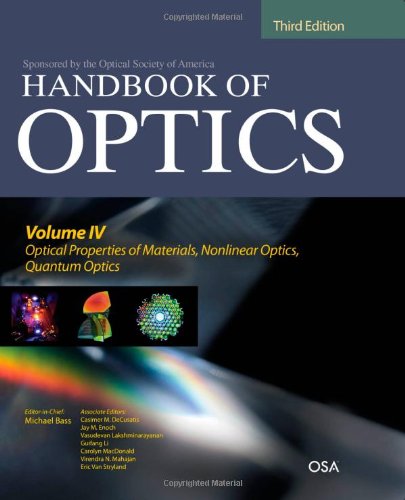 Copyrighted Material
Third Edition
Sponsored by the Optical Society of America
HANDBOOK OF
OPTICS
Volume IV
Optical Properties of Materials, Nonlinear Optics,
Quantum Optics
Editor-in-Chief:
Michael Bass
Associate Editors:
Casimer M. DeCusatis
Jay M. Enoch
Vasudevan Lakshminarayanan
Guifang Li
Carolyn MacDonald
Virendra N. Mahajan
Eric Van Stryland
OSA
Copyrighted Material